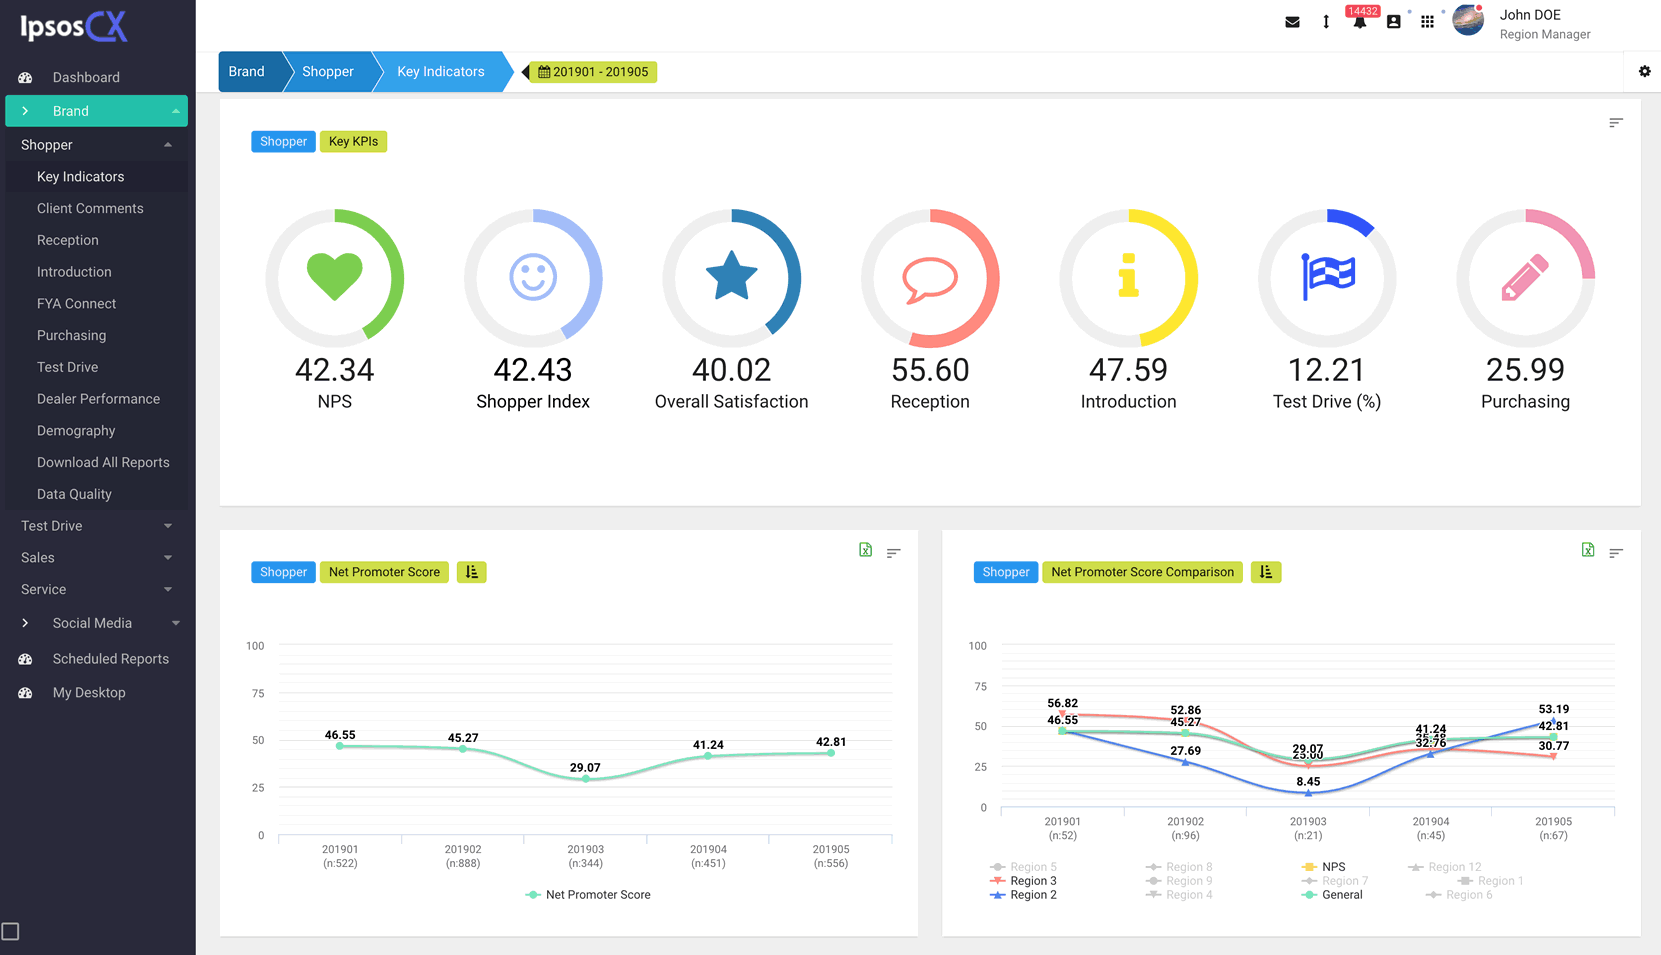 IpsosCX
14432
John DOE
Region Manager
Dashboard
Brand
Shopper
Key Indicators
Client Comments
Reception
Introduction
FYA Connect
Purchasing
Test Drive
Dealer Performance
Demography
Download All Reports
Data Quality
Test Drive
Sales
Service
Social Media
Scheduled Reports
My Desktop
Brand Shopper Key Indicators 201901 - 201905
Shopper Key KPIs
42.34 42.43 40.02 55.60 47.59 12.21 25.99
NPS Shopper Index Overall Satisfaction Reception Introduction Test Drive (%) Purchasing
Shopper Net Promoter Score
100
75
50
25
0
46.55 45.27 29.07 41.24 42.81
201901 201902 201903 201904 201905
(n:522) (n:888) (n:344) (n:451) (n:556)
Net Promoter Score
Shopper Net Promoter Score Comparison
100
75
50
25
0
56.82 52.86 41.24 53.19
46.55 45.27 29.07 32.76 42.81
27.69 8.45 30.77
201901 201902 201903 201904 201905
(n:52) (n:96) (n:21) (n:45) (n:67)
Region 5 Region 8 NPS Region 12
Region 3 Region 9 Region 7 Region 1
Region 2 Region 4 General Region 6